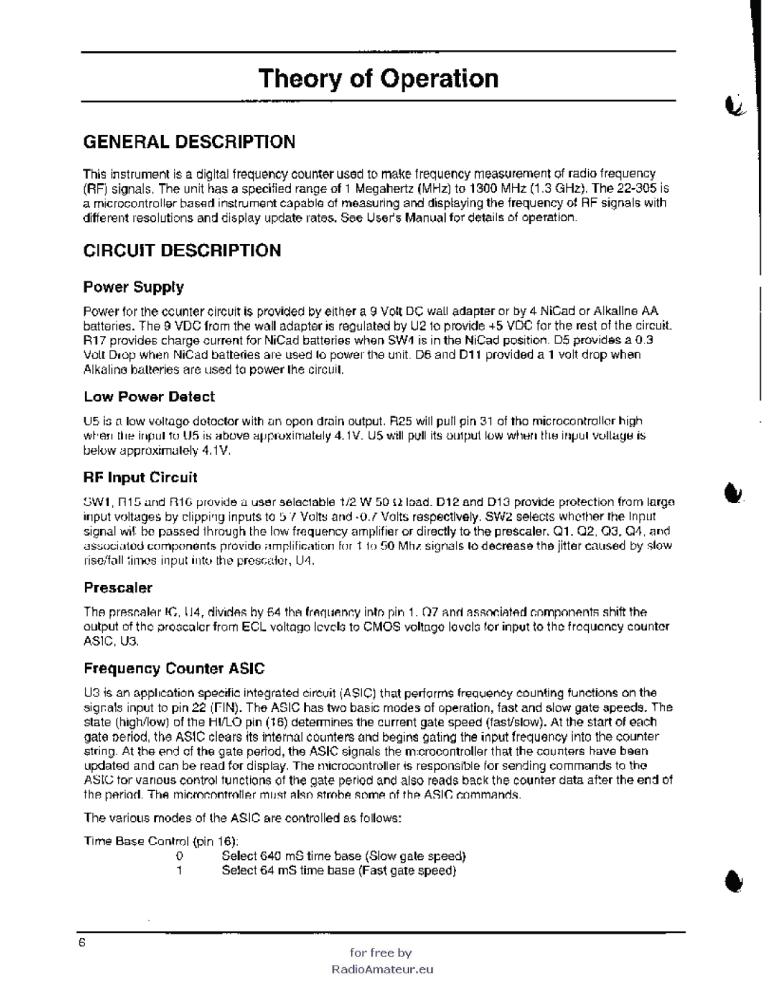 Theory of Operation
GENERAL DESCRIPTION
This instrument is a digital frequency counter used to make frequency measurement of radio frequency
(RF) signals. The unit has a specified range of 1 Megahertz (MHz) to 1300 MHz (1.3 GHz). The 22-305 is
a microcontroller based instrument capable of measuring and displaying the frequency of RF signals with
different resolutions and display update rates. See User's Manual for details of operation.
CIRCUIT DESCRIPTION
Power Supply
Power for the counter circuit is provided by either a 9 Volt DC wall adapter or by 4 NiCad or Alkaline AA
batteries. The 9 VDC from the wall adapter is regulated by U2 to provide +5 VDC for the rest of the circuit.
R17 provides charge current for NiCad batteries when SW4 is in the NiCad position. D5 provides a 0.3
Volt Drop when NiCad batteries are used to power the unit. D6 and D11 provided a 1 volt drop when
Alkaline batteries are used to power the circuit.
Low Power Detect
U5 is a low voltage detector with an open drain output. R25 will pull pin 31 of the microcontroller high
when the input to U5 is above approximately 4.1V. U5 will pull its output low when the input voltage is
below approximately 4.1V.
RF Input Circuit
SW1, R15 and R16 provide a user selectable 1/2 W 50 Ω load. D12 and D13 provide protection from large
input voltages by clipping inputs to 5.7 Volts and -0.7 Volts respectively. SW2 selects whether the Input
signal will be passed through the low frequency amplifier or directly to the prescaler. Q1, Q2, Q3, Q4, and
associated components provide amplification for 1 to 50 Mhz signals to decrease the jitter caused by slow
rise/fall times input into the prescaler, U4.
Prescaler
The prescaler IC, U4, divides by 64 the frequency into pin 1. Q7 and associated components shift the
output of the prescaler from ECL voltage levels to CMOS voltage levels for input to the frequency counter
ASIC, U3.
Frequency Counter ASIC
U3 is an application specific integrated circuit (ASIC) that performs frequency counting functions on the
signals input to pin 22 (FIN). The ASIC has two basic modes of operation, fast and slow gate speeds. The
state (high/low) of the HI/LO pin (16) determines the current gate speed (fast/slow). At the start of each
gate period, the ASIC clears its internal counters and begins gating the input frequency into the counter
string. At the end of the gate period, the ASIC signals the microcontroller that the counters have been
updated and can be read for display. The microcontroller is responsible for sending commands to the
ASIC for various control functions of the gate period and also reads back the counter data after the end of
the period. The microcontroller must also strobe some of the ASIC commands.
The various modes of the ASIC are controlled as follows:
Time Base Control (pin 16):
0 Select 640 mS time base (Slow gate speed)
1 Select 64 mS time base (Fast gate speed)
6
for free by
RadioAmateur.eu